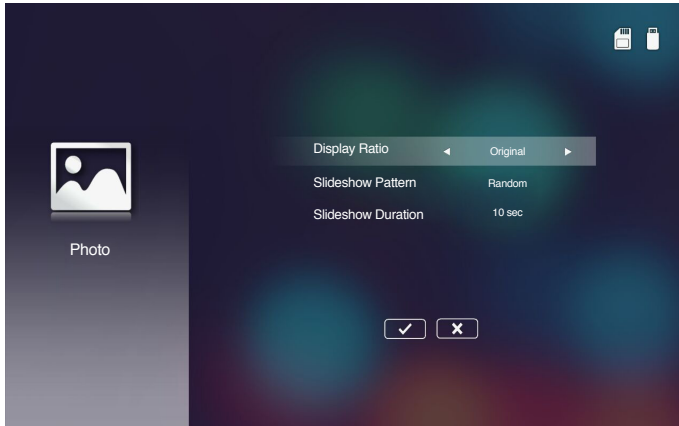 Display Ratio ◄ Original ►
Slideshow Pattern Random
Slideshow Duration 10 sec
Photo